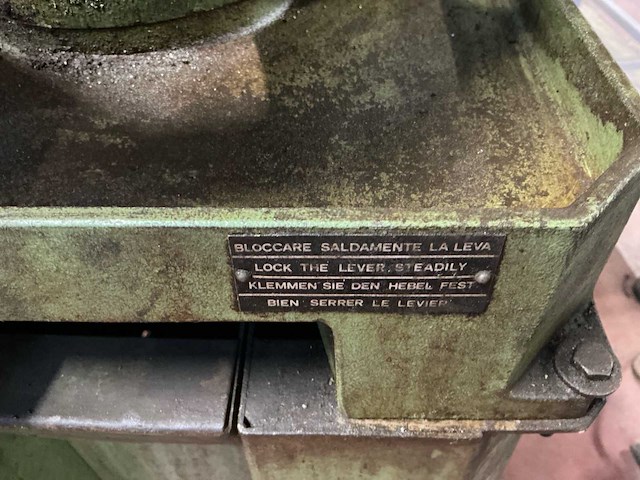 BLOCCARE SALDAMENTE LA LEVA
LOCK THE LEVER STEADILY
KLEMMEN SIE DEN HEBEL FEST
BIEN SERRER LE LEVIER